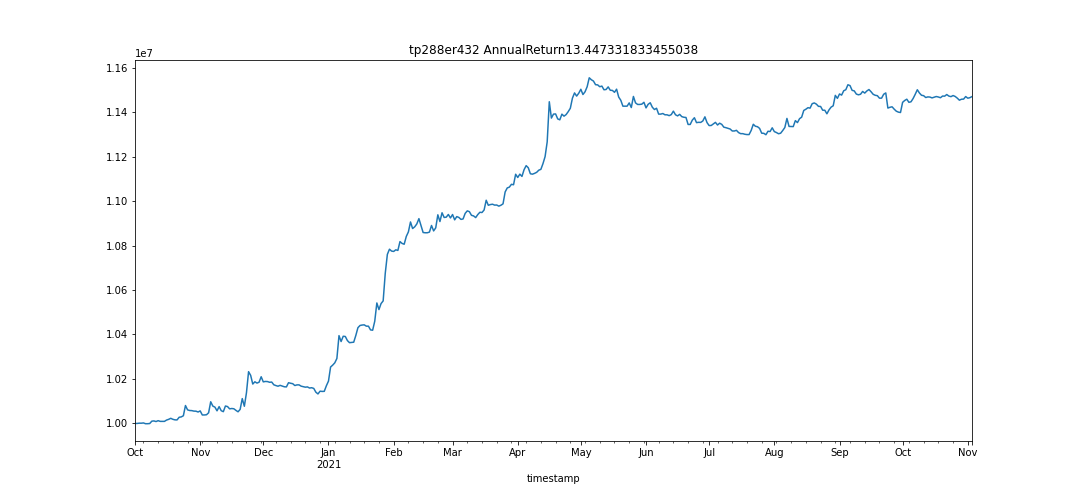 tp288er432 AnnualReturn13.447331833455038
1e7
1.16
1.14
1.12
1.10
1.08
1.06
1.04
1.02
1.00
Oct Nov Dec Jan Feb Mar Apr May Jun Jul Aug Sep Oct Nov
2021
timestamp